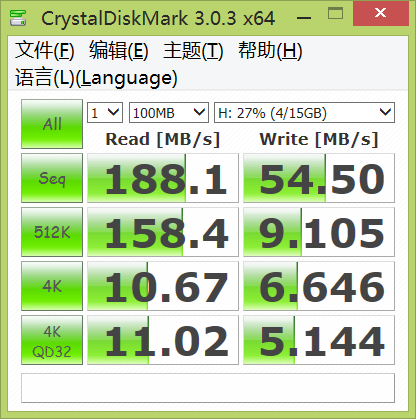 CrystalDiskMark 3.0.3 x64
文件(F) 编辑(E) 主题(T) 帮助(H)
语言(L)(Language)
All 1 100MB H: 27% (4/15GB)
Read [MB/s] Write [MB/s]
Seq 188.1 54.50
512K 158.4 9.105
4K 10.67 6.646
4K QD32 11.02 5.144